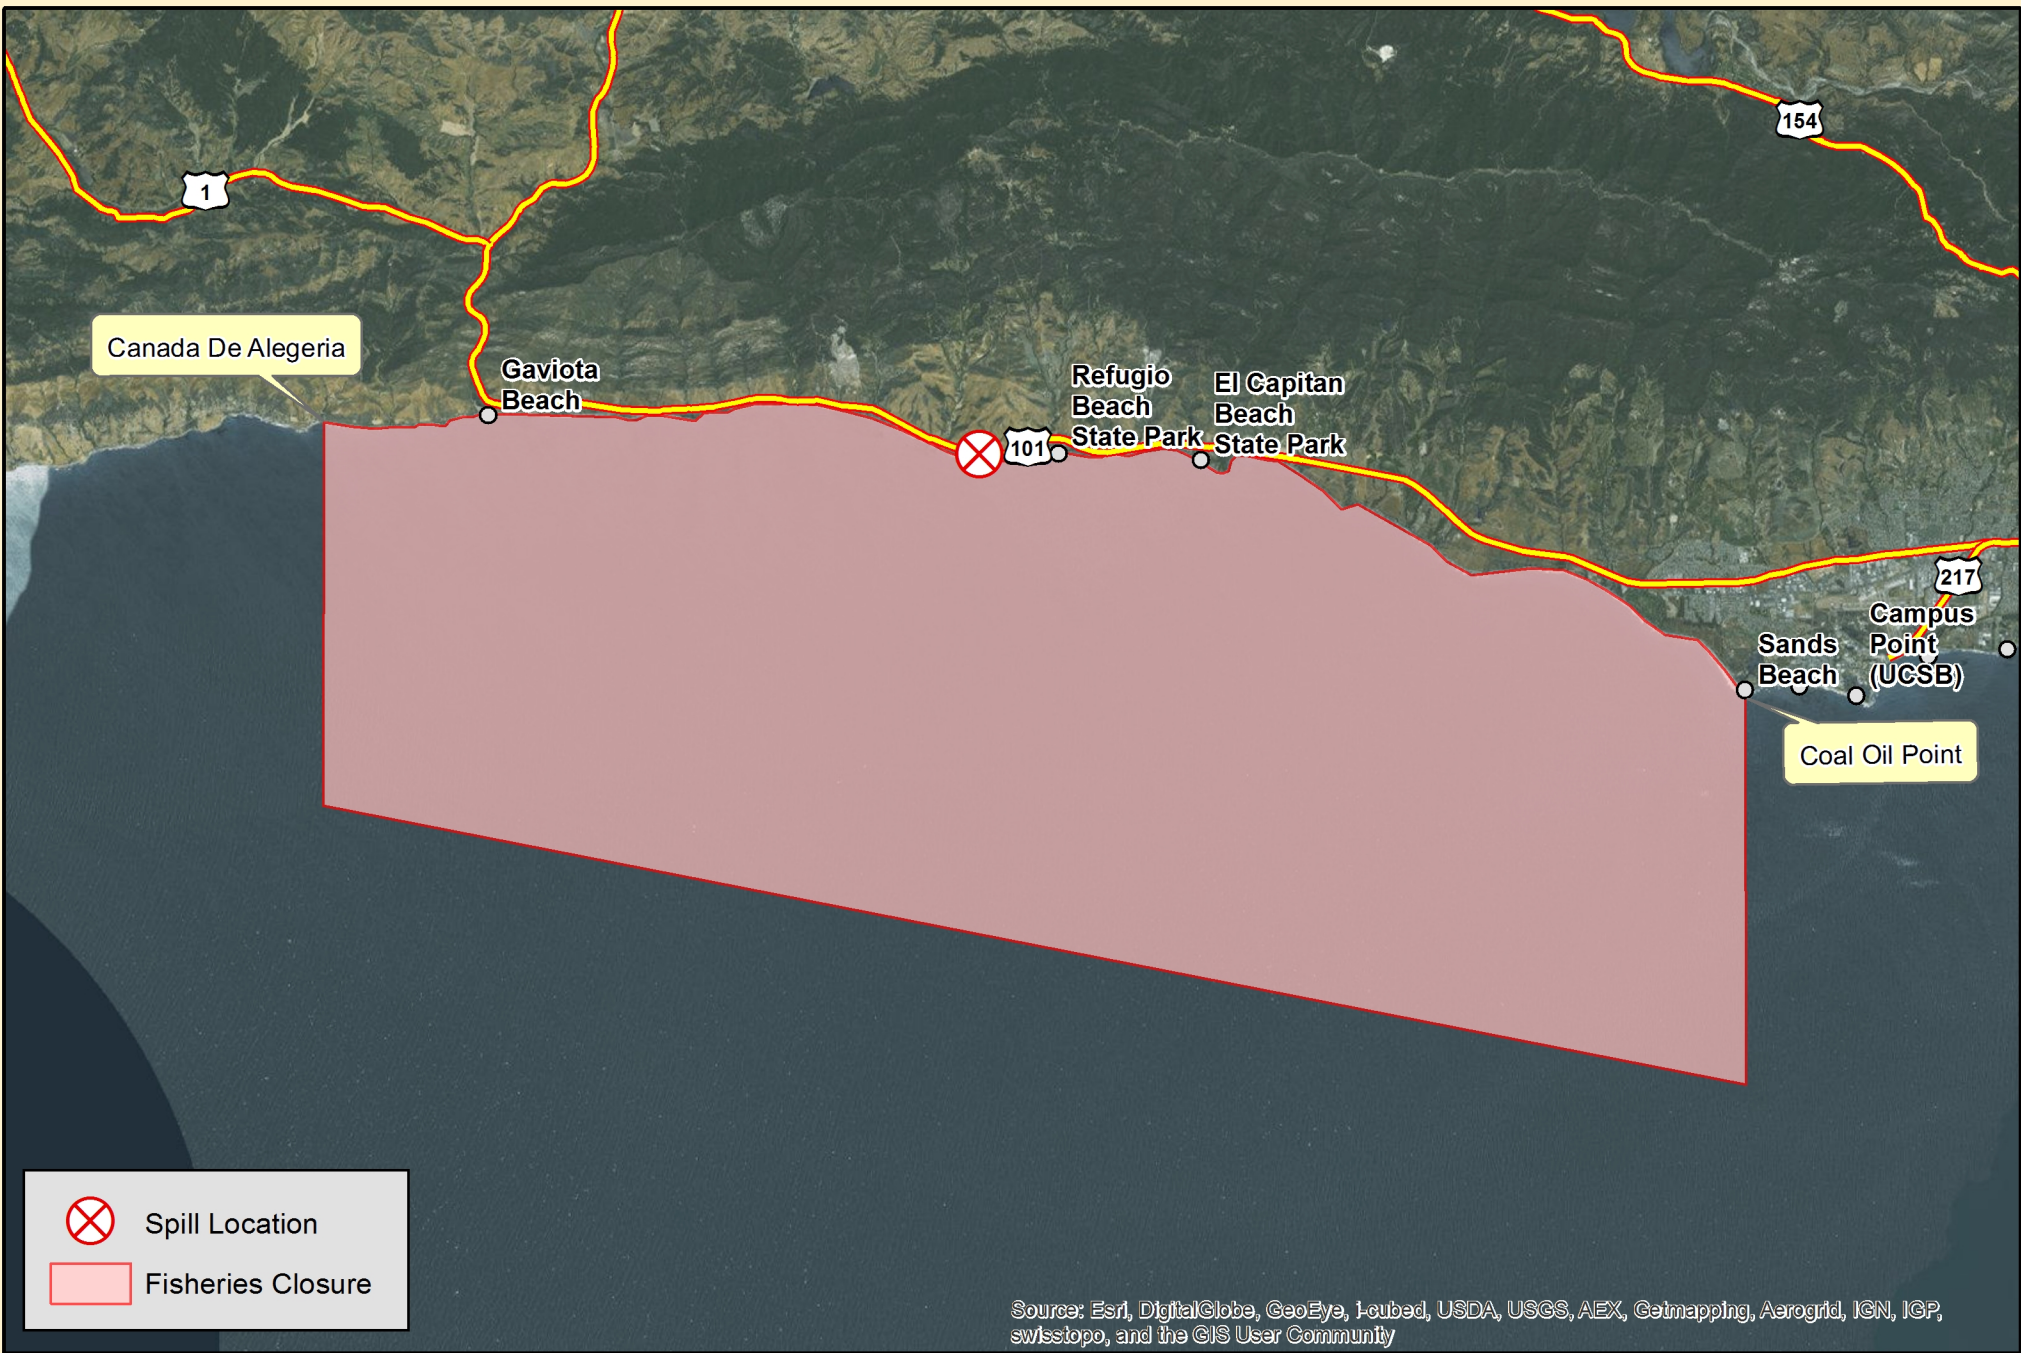 154
1
Canada De Alegeria
Gaviota
Beach
Refugio
Beach
State Park
El Capitan
Beach
State Park
101
217
Campus
Point
(UCSB)
Sands
Beach
Coal Oil Point
Spill Location
Fisheries Closure
Source: Esri, DigitalGlobe, GeoEye, i-cubed, USDA, USGS, AEX, Getmapping, Aerogrid, IGN, IGP,
swisstopo, and the GIS User Community